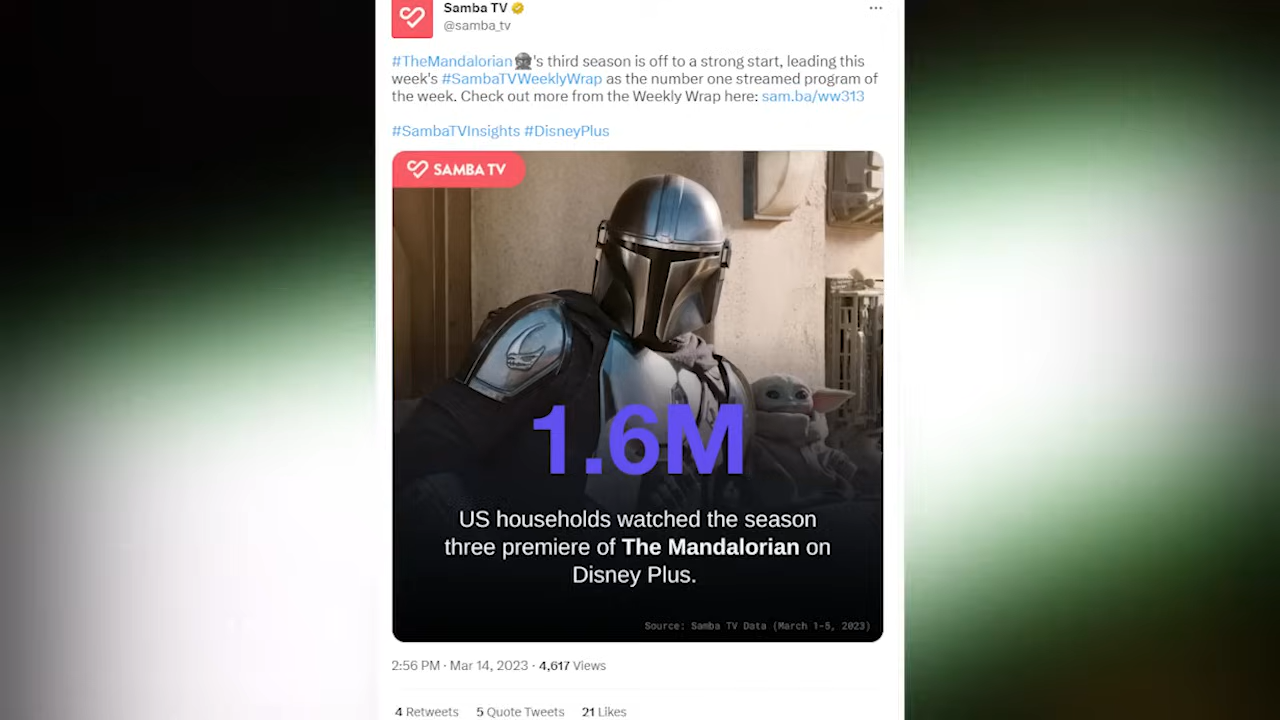 Samba TV
@samba_tv
#TheMandalorian's third season is off to a strong start, leading this
week's #SambaTVWeeklyWrap as the number one streamed program of
the week. Check out more from the Weekly Wrap here: sam.ba/ww313
#SambaTVInsights #DisneyPlus
SAMBA TV
1.6M
US households watched the season
three premiere of The Mandalorian on
Disney Plus.
Source: Samba TV Data (March 1-5, 2023)
2:56 PM · Mar 14, 2023 · 4,617 Views
4 Retweets 5 Quote Tweets 21 Likes